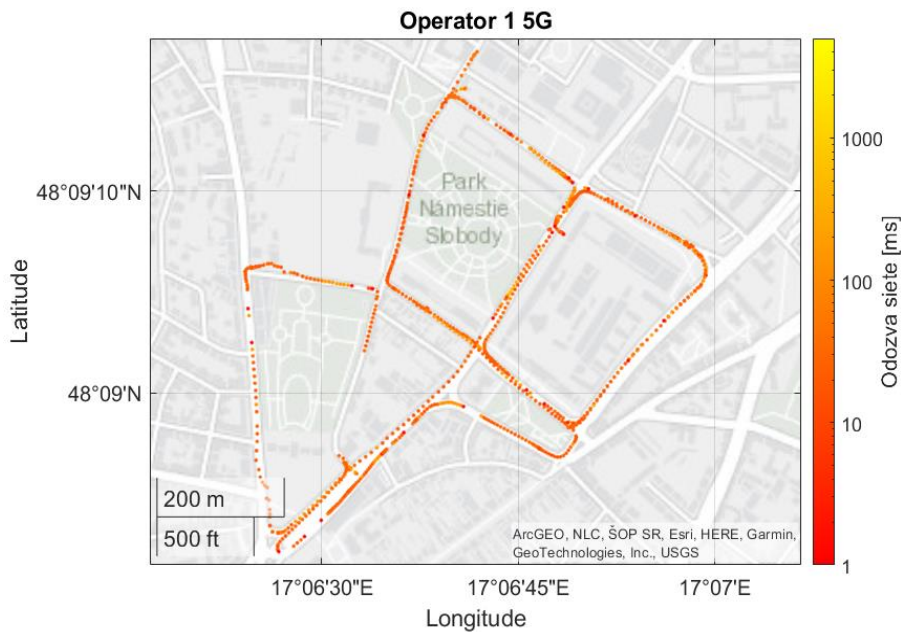 Operator 1 5G
Park
Námestie
Slobody
48°09'10"N
48°09'N
Latitude
200 m
500 ft
ArcGEO, NLC, ŠOP SR, Esri, HERE, Garmin,
GeoTechnologies, Inc., USGS
17°06'30"E
17°06'45"E
17°07'E
Longitude
1000
100
10
1
Odozva siete [ms]